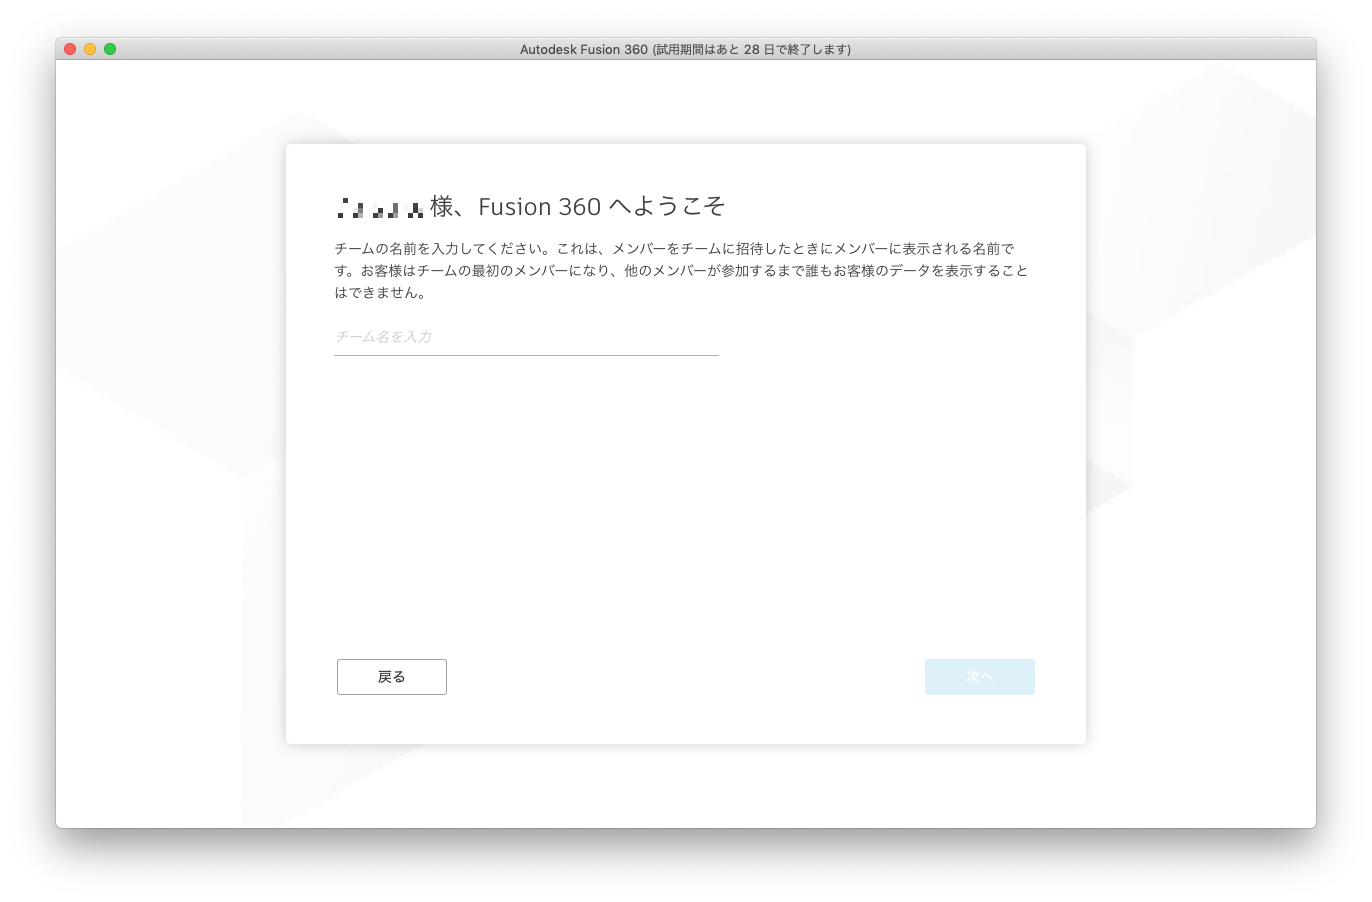 Autodesk Fusion 360 (試用期間はあと 28 日で終了します)
様、Fusion 360 へようこそ
チームの名前を入力してください。これは、メンバーをチームに招待したときにメンバーに表示される名前で
す。お客様はチームの最初のメンバーになり、他のメンバーが参加するまで誰もお客様のデータを表示すること
はできません。
チーム名を入力
戻る
次へ